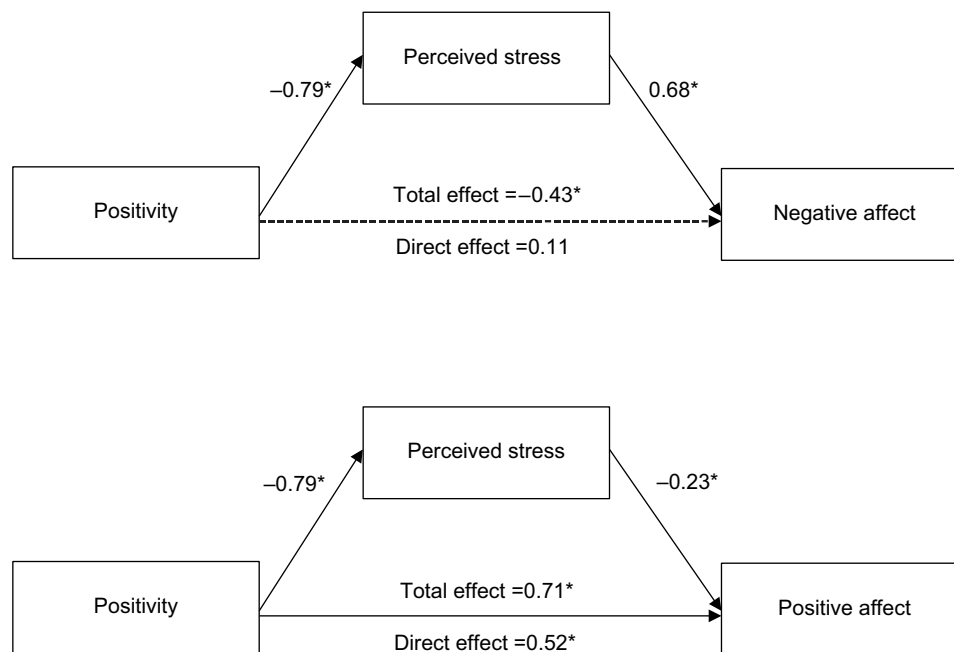 Perceived stress
–0.79*
0.68*
Positivity
Total effect =–0.43*
Direct effect =0.11
Negative affect
Perceived stress
–0.79*
–0.23*
Positivity
Total effect =0.71*
Direct effect =0.52*
Positive affect